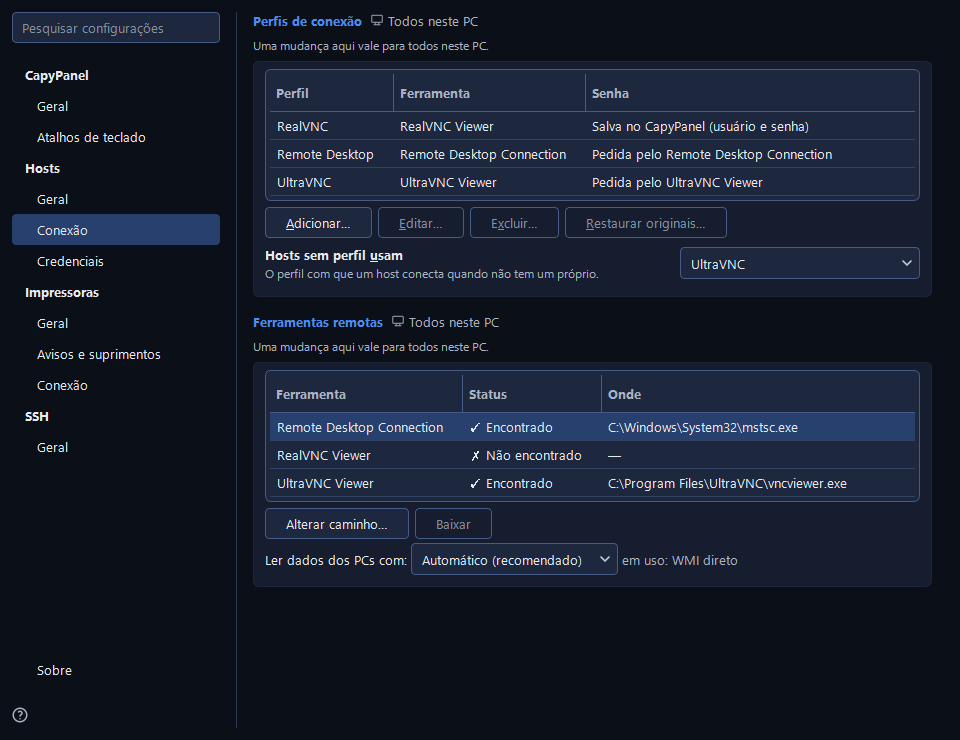 Pesquisar configurações
CapyPanel
Geral
Atalhos de teclado
Hosts
Geral
Conexão
Credenciais
Impressoras
Geral
Avisos e suprimentos
Conexão
SSH
Geral
Sobre
Perfis de conexão Todos neste PC
Uma mudança aqui vale para todos neste PC.
Perfil Ferramenta Senha
RealVNC RealVNC Viewer Salva no CapyPanel (usuário e senha)
Remote Desktop Remote Desktop Connection Pedida pelo Remote Desktop Connection
UltraVNC UltraVNC Viewer Pedida pelo UltraVNC Viewer
Adicionar... Editar... Excluir... Restaurar originais...
Hosts sem perfil usam
O perfil com que um host conecta quando não tem um próprio.
UltraVNC
Ferramentas remotas Todos neste PC
Uma mudança aqui vale para todos neste PC.
Ferramenta Status Onde
Remote Desktop Connection ✓ Encontrado C:\Windows\System32\mstsc.exe
RealVNC Viewer ✗ Não encontrado —
UltraVNC Viewer ✓ Encontrado C:\Program Files\UltraVNC\vncviewer.exe
Alterar caminho... Baixar
Ler dados dos PCs com: Automático (recomendado) em uso: WMI direto